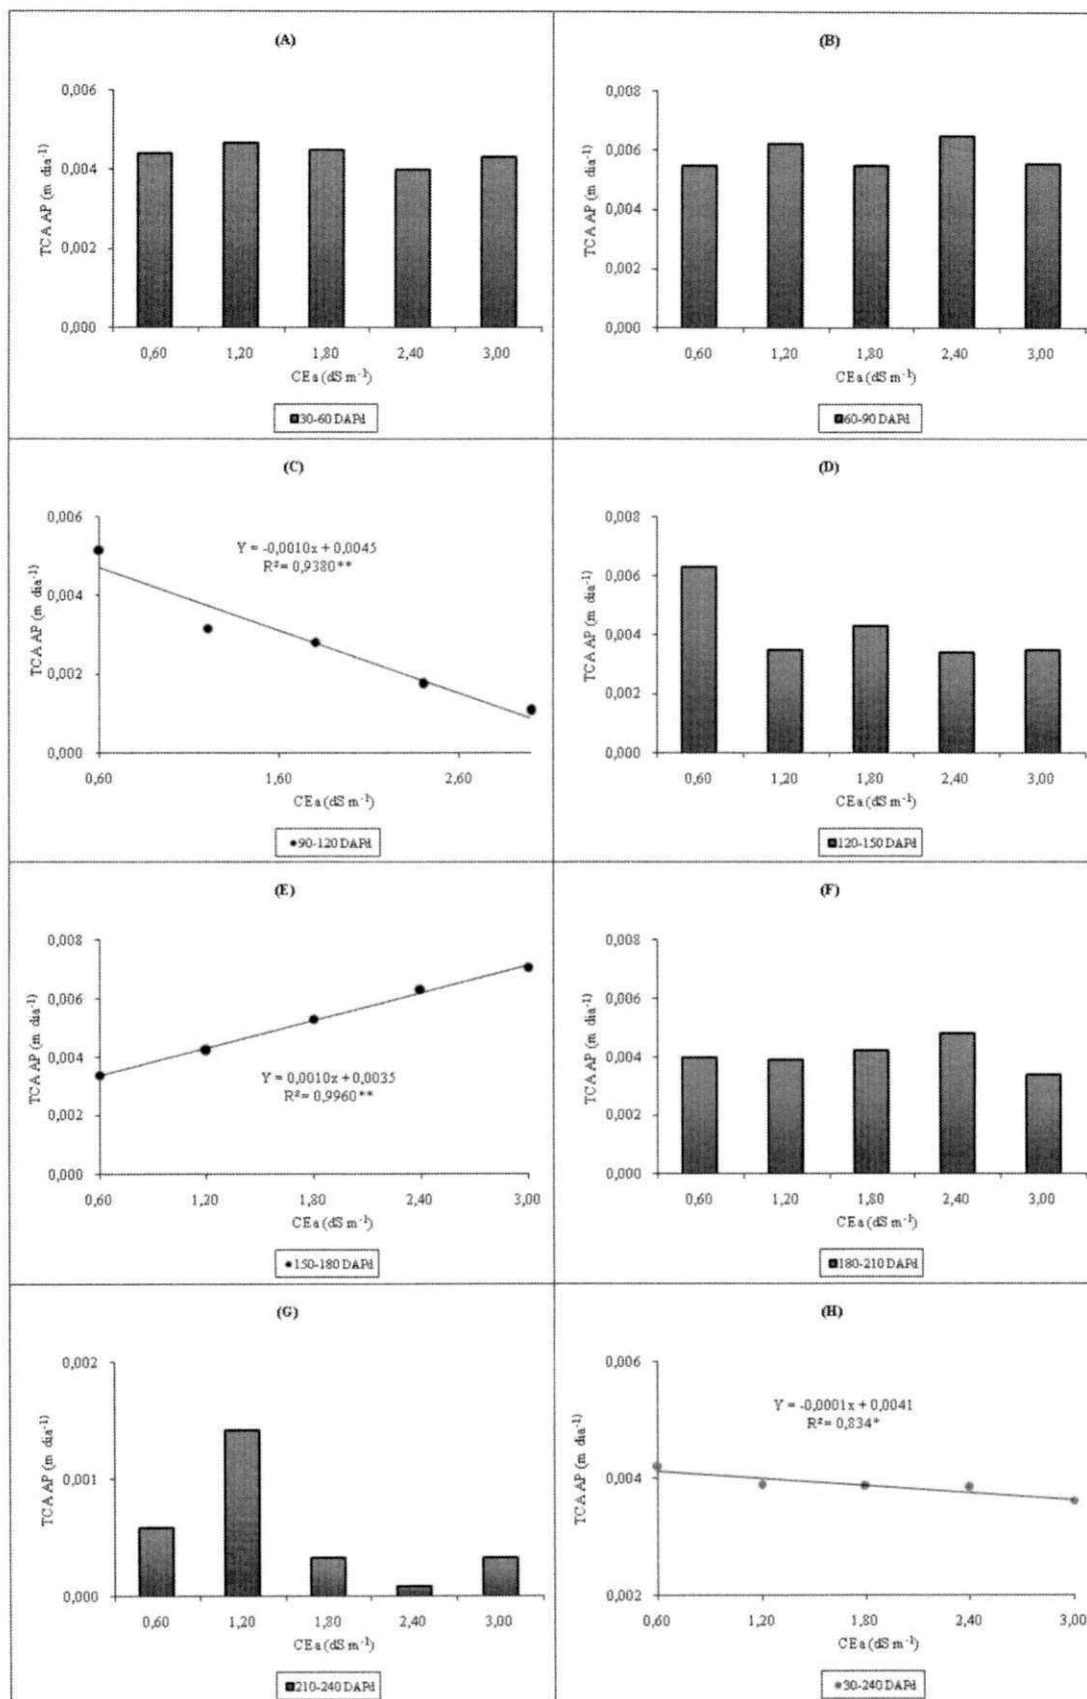 (A)
0,006
0,004
0,002
0,000
TCA AP (m dia⁻¹)
0,60 1,20 1,80 2,40 3,00
CEa (dS m⁻¹)
30-60 DAPd
(B)
0,008
0,006
0,004
0,002
0,000
TCA AP (m dia⁻¹)
0,60 1,20 1,80 2,40 3,00
CEa (dS m⁻¹)
60-90 DAPd
(C)
0,006
0,004
0,002
0,000
TCA AP (m dia⁻¹)
Y = -0,0010x + 0,0045
R² = 0,9380**
0,60 1,60 2,60
CEa (dS m⁻¹)
90-120 DAPd
(D)
0,008
0,006
0,004
0,002
0,000
TCA AP (m dia⁻¹)
0,60 1,20 1,80 2,40 3,00
CEa (dS m⁻¹)
120-150 DAPd
(E)
0,008
0,006
0,004
0,002
0,000
TCA AP (m dia⁻¹)
Y = 0,0010x + 0,0035
R² = 0,9960**
0,60 1,20 1,80 2,40 3,00
CEa (dS m⁻¹)
150-180 DAPd
(F)
0,008
0,006
0,004
0,002
0,000
TCA AP (m dia⁻¹)
0,60 1,20 1,80 2,40 3,00
CEa (dS m⁻¹)
180-210 DAPd
(G)
0,002
0,001
0,000
TCA AP (m dia⁻¹)
0,60 1,20 1,80 2,40 3,00
CEa (dS m⁻¹)
210-240 DAPd
(H)
0,006
0,004
0,002
TCA AP (m dia⁻¹)
Y = -0,0001x + 0,0041
R² = 0,834*
0,60 1,20 1,80 2,40 3,00
CEa (dS m⁻¹)
30-240 DAPd